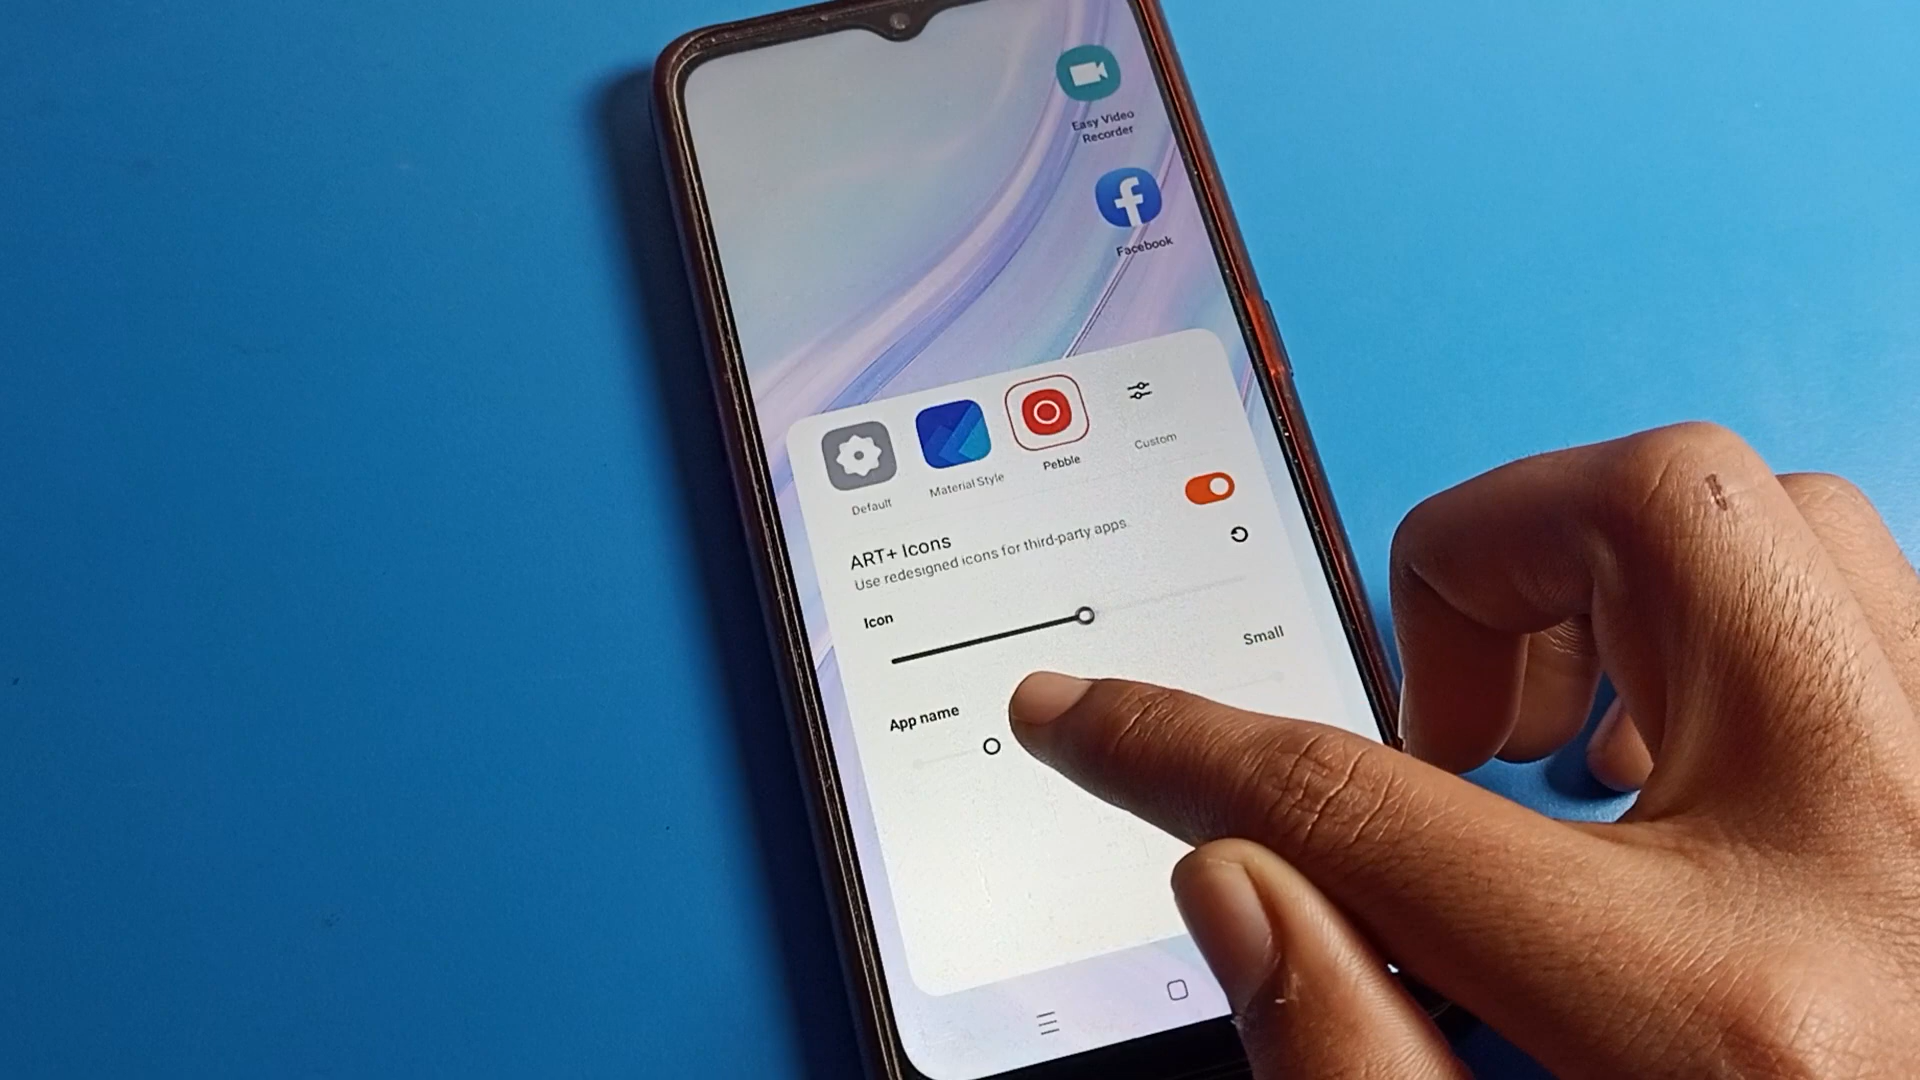 Easy Video
Recorder
Facebook
Default
Material Style
Pebble
Custom
ART+ Icons
Use redesigned icons for third-party apps.
Icon
Small
App name